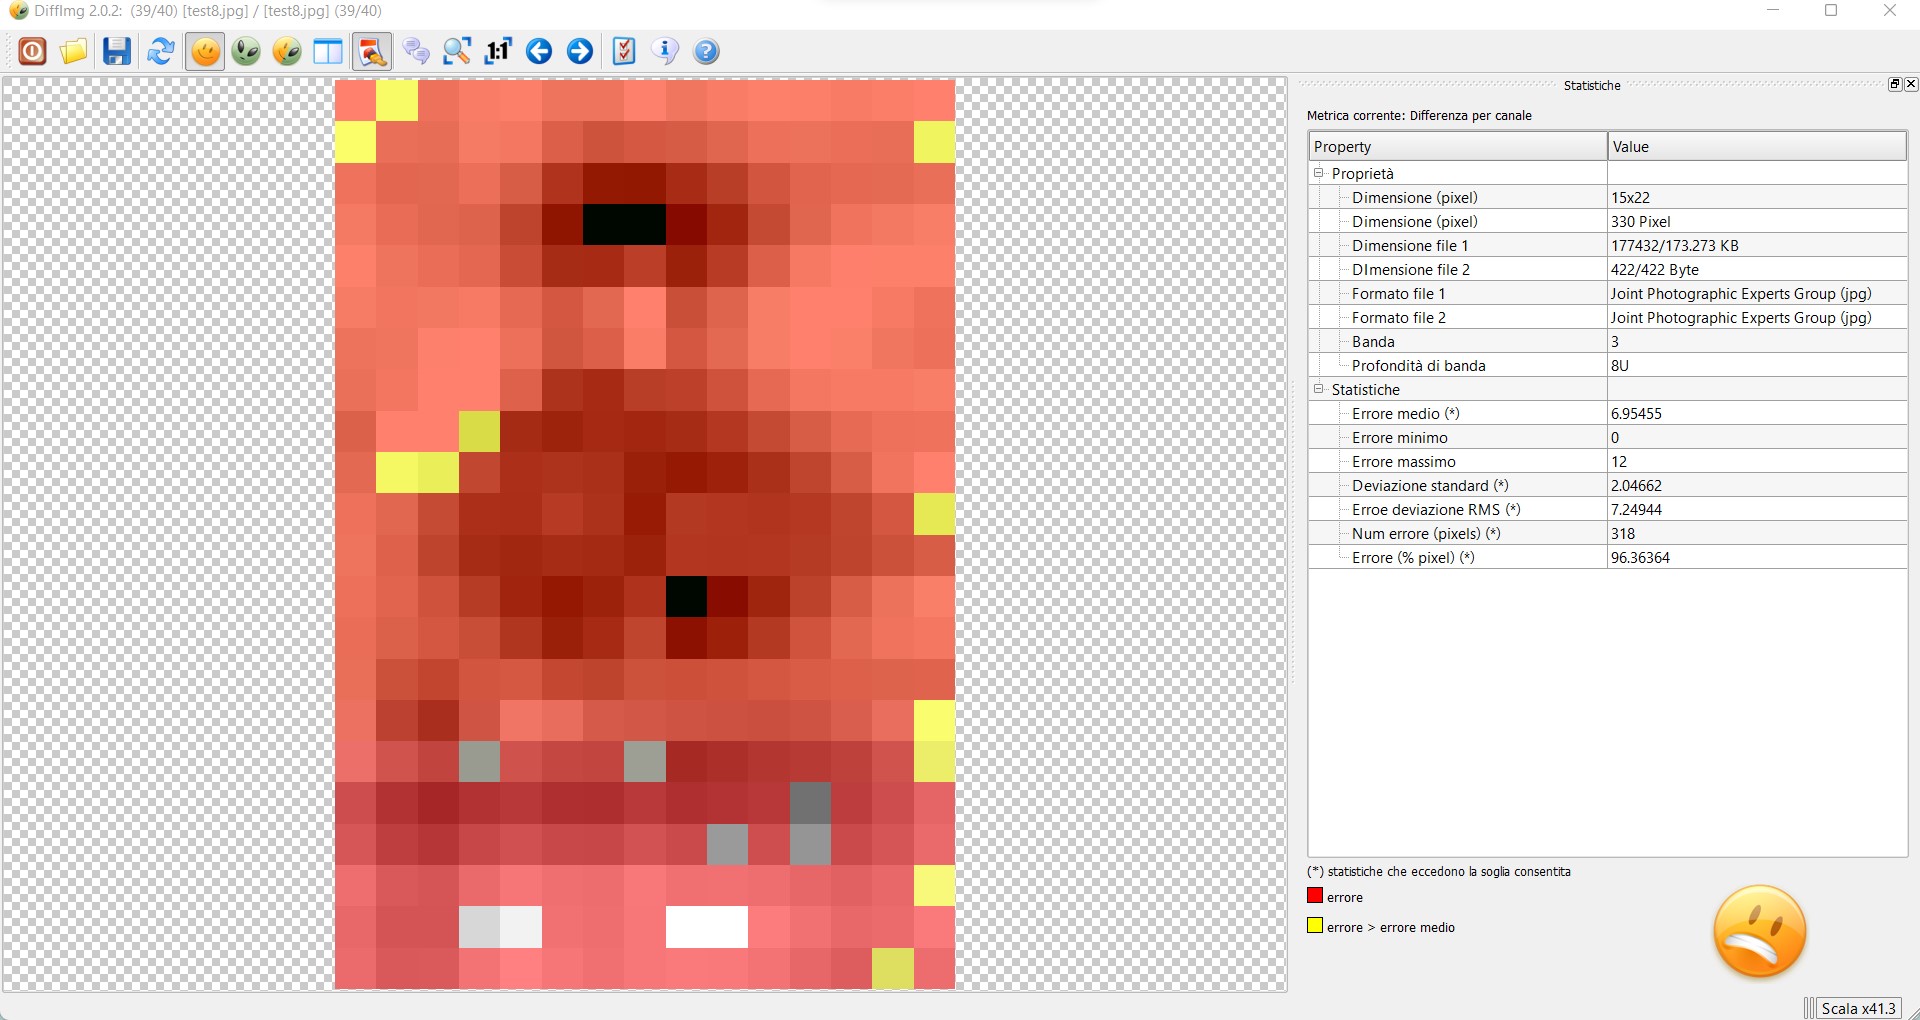 DiffImg 2.0.2: (39/40) [test8.jpg] / [test8.jpg] (39/40)
1:1
Statistiche
Metrica corrente: Differenza per canale
Property Value
Proprietà
Dimensione (pixel) 15x22
Dimensione (pixel) 330 Pixel
Dimensione file 1 177432/173.273 KB
DImensione file 2 422/422 Byte
Formato file 1 Joint Photographic Experts Group (jpg)
Formato file 2 Joint Photographic Experts Group (jpg)
Banda 3
Profondità di banda 8U
Statistiche
Errore medio (*) 6.95455
Errore minimo 0
Errore massimo 12
Deviazione standard (*) 2.04662
Erroe deviazione RMS (*) 7.24944
Num errore (pixels) (*) 318
Errore (% pixel) (*) 96.36364
(*) statistiche che eccedono la soglia consentita
errore
errore > errore medio
Scala x41.3